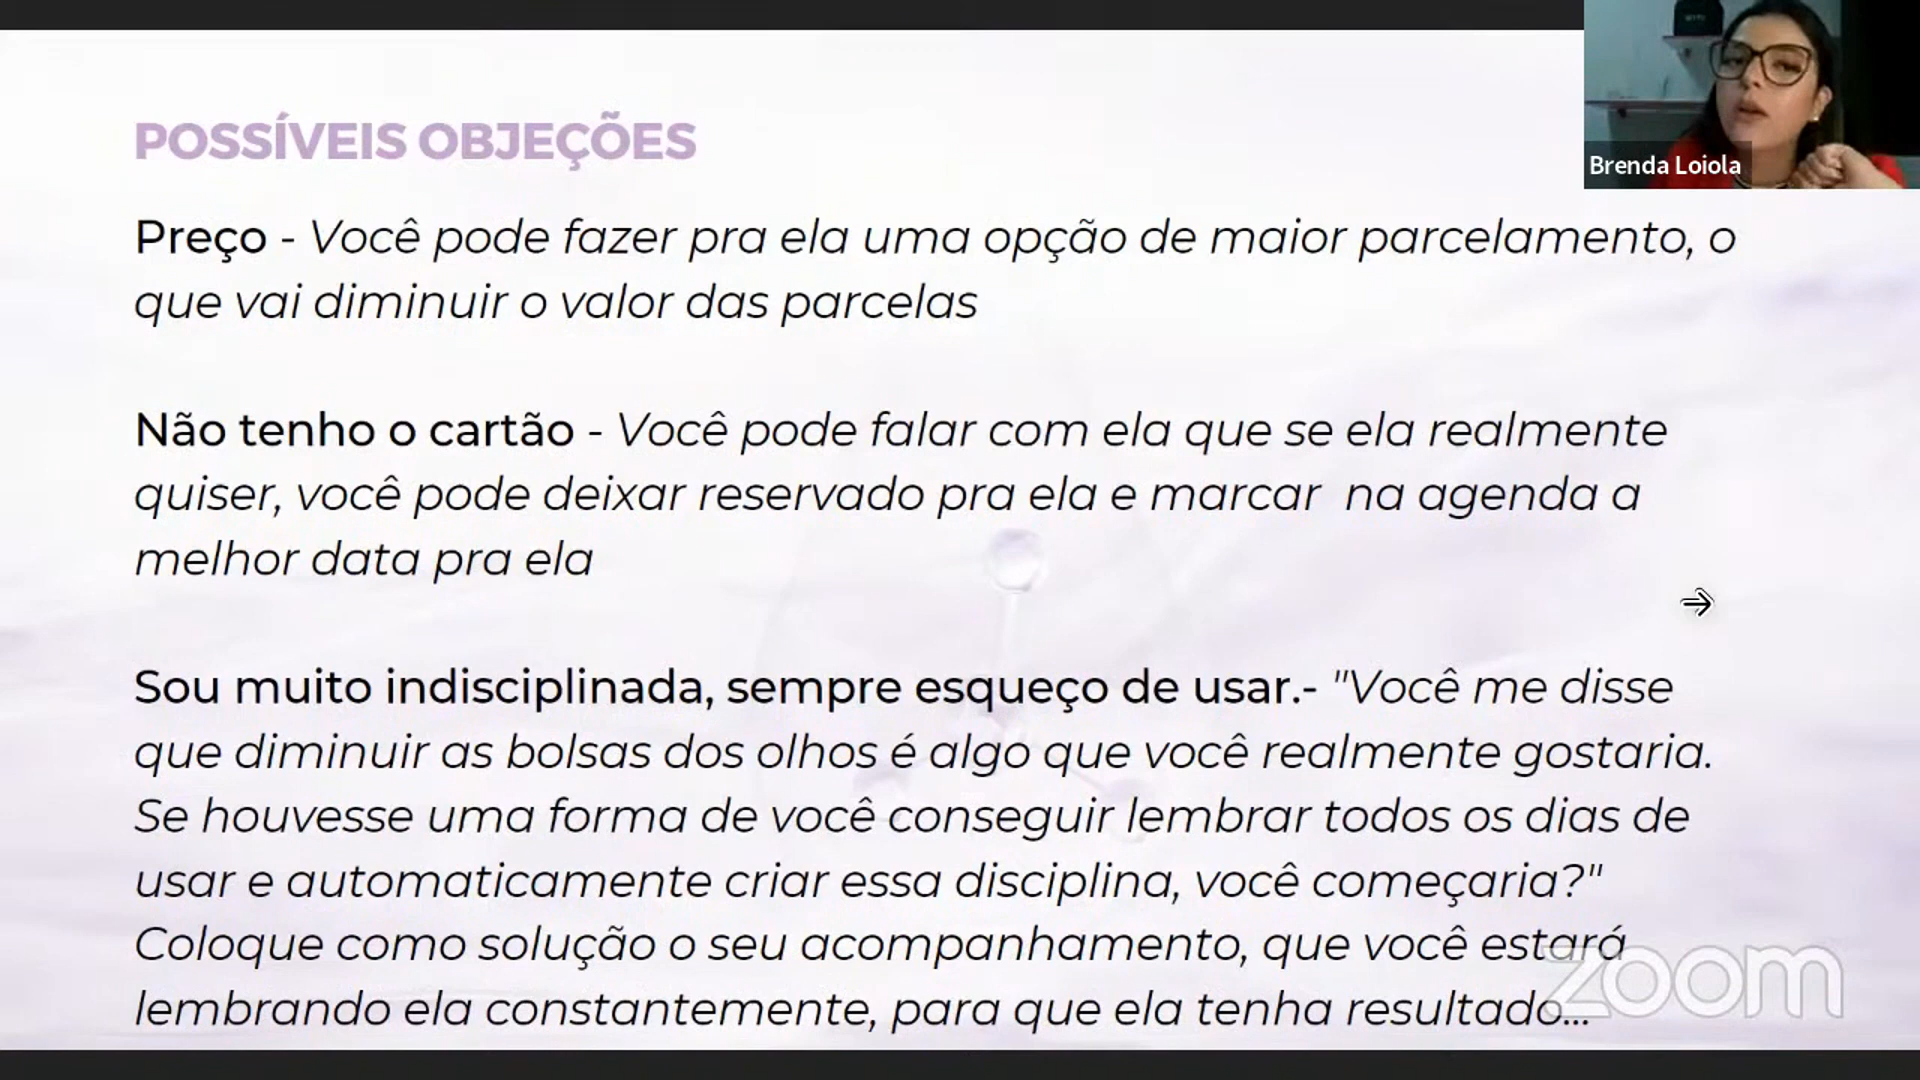 POSSÍVEIS OBJEÇÕES
Brenda Loiola
Preço - Você pode fazer pra ela uma opção de maior parcelamento, o
que vai diminuir o valor das parcelas
Não tenho o cartão - Você pode falar com ela que se ela realmente
quiser, você pode deixar reservado pra ela e marcar na agenda a
melhor data pra ela
Sou muito indisciplinada, sempre esqueço de usar.- "Você me disse
que diminuir as bolsas dos olhos é algo que você realmente gostaria.
Se houvesse uma forma de você conseguir lembrar todos os dias de
usar e automaticamente criar essa disciplina, você começaria?"
Coloque como solução o seu acompanhamento, que você estará
lembrando ela constantemente, para que ela tenha resultado...
zoom